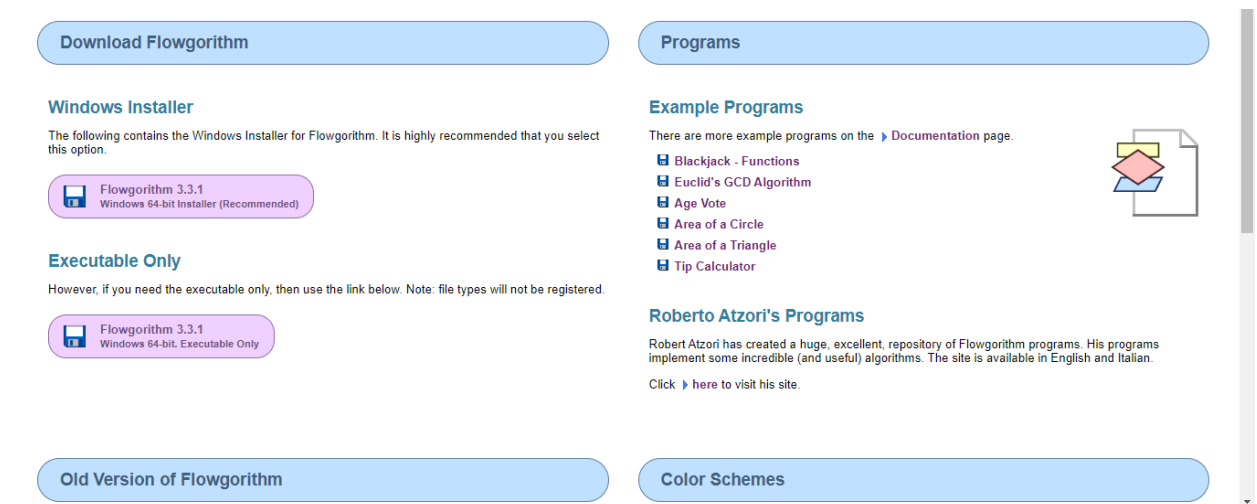 Download Flowgorithm
Windows Installer
The following contains the Windows Installer for Flowgorithm. It is highly recommended that you select
this option.
Flowgorithm 3.3.1
Windows 64-bit Installer (Recommended)
Executable Only
However, if you need the executable only, then use the link below. Note: file types will not be registered.
Flowgorithm 3.3.1
Windows 64-bit. Executable Only
Old Version of Flowgorithm
Programs
Example Programs
There are more example programs on the Documentation page.
Blackjack - Functions
Euclid's GCD Algorithm
Age Vote
Area of a Circle
Area of a Triangle
Tip Calculator
Roberto Atzori's Programs
Robert Atzori has created a huge, excellent, repository of Flowgorithm programs. His programs
implement some incredible (and useful) algorithms. The site is available in English and Italian.
Click here to visit his site.
Color Schemes